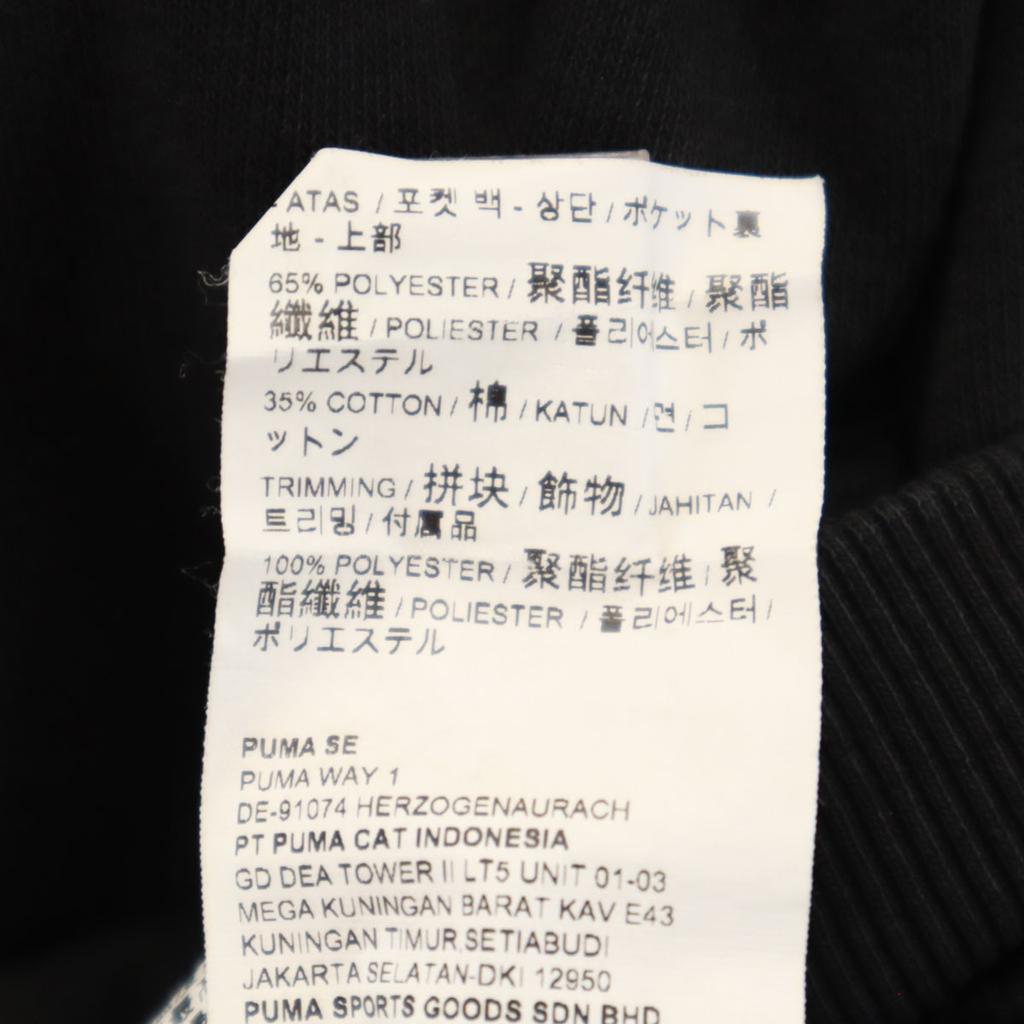 - ATAS / 포켓 백 - 상단 / ポケット裏
地 - 上部
65% POLYESTER / 聚酯纤维 / 聚酯
纖維 / POLIESTER / 폴리에스터 / ポ
リエステル
35% COTTON / 棉 / KATUN / 면 / コ
ットン
TRIMMING / 拼块 / 飾物 / JAHITAN /
트리밍 / 付属品
100% POLYESTER / 聚酯纤维 / 聚
酯纖維 / POLIESTER / 폴리에스터 /
ポリエステル
PUMA SE
PUMA WAY 1
DE-91074 HERZOGENAURACH
PT PUMA CAT INDONESIA
GD DEA TOWER II LT5 UNIT 01-03
MEGA KUNINGAN BARAT KAV E43
KUNINGAN TIMUR,SETIABUDI
JAKARTA SELATAN-DKI 12950
PUMA SPORTS GOODS SDN BHD